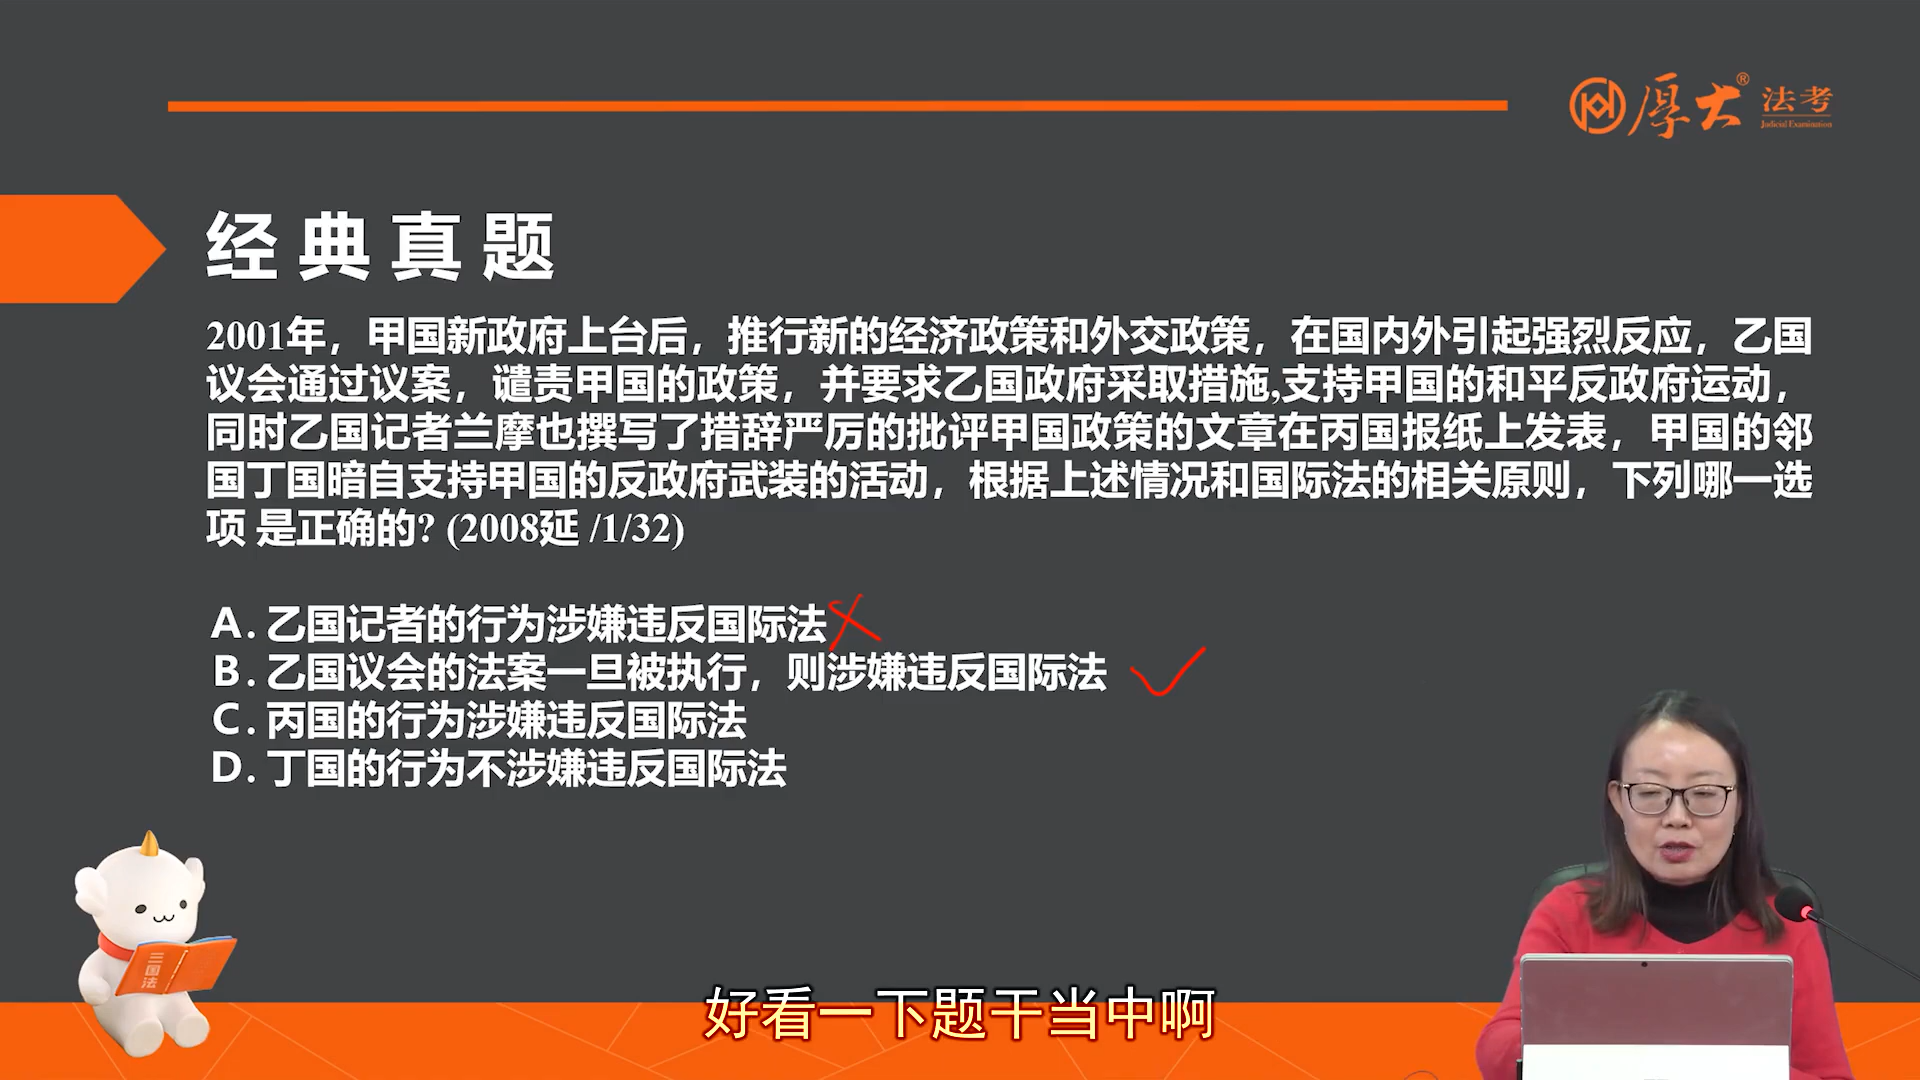 厚大® 法考
Judicial Examination
经典真题
2001年，甲国新政府上台后，推行新的经济政策和外交政策，在国内外引起强烈反应，乙国
议会通过议案，谴责甲国的政策，并要求乙国政府采取措施,支持甲国的和平反政府运动，
同时乙国记者兰摩也撰写了措辞严厉的批评甲国政策的文章在丙国报纸上发表，甲国的邻
国丁国暗自支持甲国的反政府武装的活动，根据上述情况和国际法的相关原则，下列哪一选
项 是正确的? (2008延 /1/32)
A. 乙国记者的行为涉嫌违反国际法
B. 乙国议会的法案一旦被执行，则涉嫌违反国际法
C. 丙国的行为涉嫌违反国际法
D. 丁国的行为不涉嫌违反国际法
三国法
好看一下题干当中啊